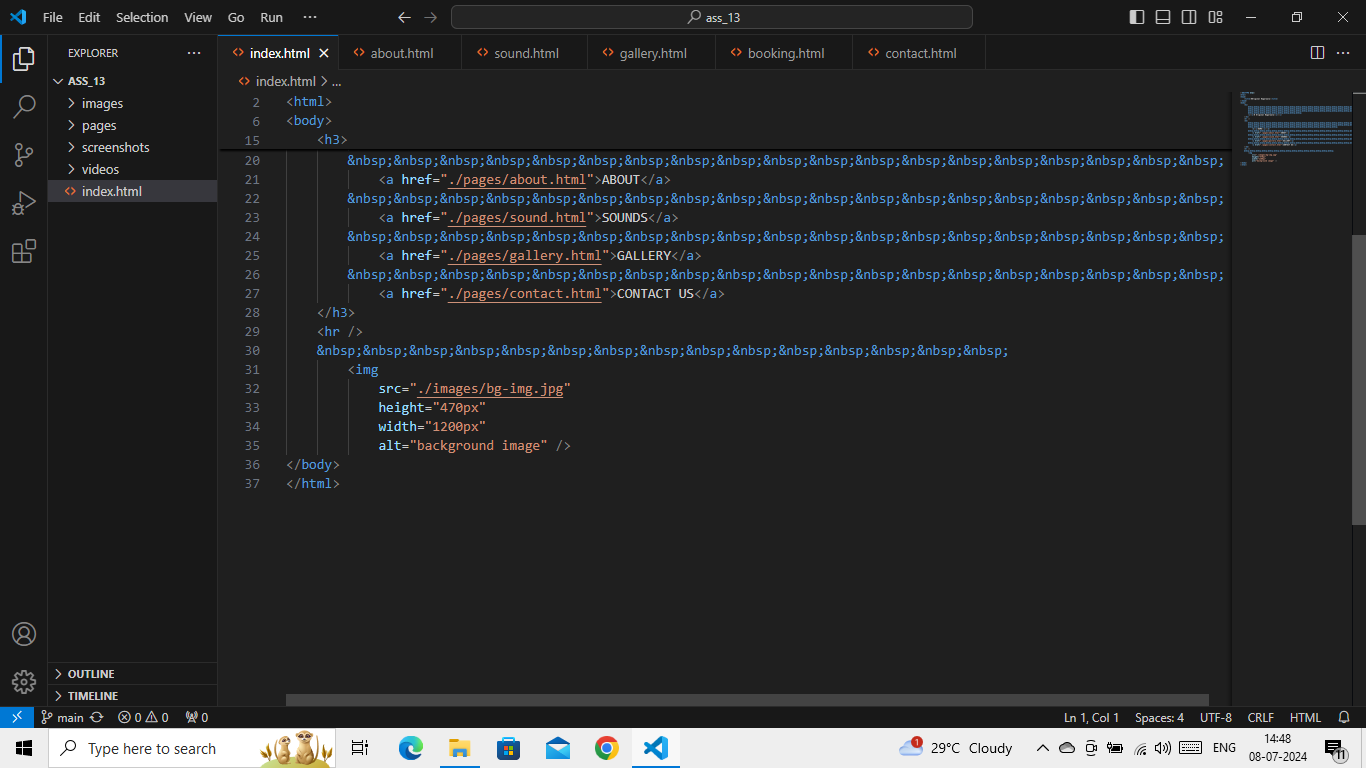 File Edit Selection View Go Run ··· ass_13
EXPLORER ···
index.html about.html sound.html gallery.html booking.html contact.html ···
ASS_13
images
pages
screenshots
videos
index.html
OUTLINE
TIMELINE
index.html > ...
2 <html>
6 <body>
15 <h3>
20 &nbsp;&nbsp;&nbsp;&nbsp;&nbsp;&nbsp;&nbsp;&nbsp;&nbsp;&nbsp;&nbsp;&nbsp;&nbsp;&nbsp;&nbsp;&nbsp;&nbsp;&nbsp;&nbsp;
21 <a href="./pages/about.html">ABOUT</a>
22 &nbsp;&nbsp;&nbsp;&nbsp;&nbsp;&nbsp;&nbsp;&nbsp;&nbsp;&nbsp;&nbsp;&nbsp;&nbsp;&nbsp;&nbsp;&nbsp;&nbsp;&nbsp;&nbsp;
23 <a href="./pages/sound.html">SOUNDS</a>
24 &nbsp;&nbsp;&nbsp;&nbsp;&nbsp;&nbsp;&nbsp;&nbsp;&nbsp;&nbsp;&nbsp;&nbsp;&nbsp;&nbsp;&nbsp;&nbsp;&nbsp;&nbsp;&nbsp;
25 <a href="./pages/gallery.html">GALLERY</a>
26 &nbsp;&nbsp;&nbsp;&nbsp;&nbsp;&nbsp;&nbsp;&nbsp;&nbsp;&nbsp;&nbsp;&nbsp;&nbsp;&nbsp;&nbsp;&nbsp;&nbsp;&nbsp;&nbsp;
27 <a href="./pages/contact.html">CONTACT US</a>
28 </h3>
29 <hr />
30 &nbsp;&nbsp;&nbsp;&nbsp;&nbsp;&nbsp;&nbsp;&nbsp;&nbsp;&nbsp;&nbsp;&nbsp;&nbsp;&nbsp;&nbsp;
31 <img
32 src="./images/bg-img.jpg"
33 height="470px"
34 width="1200px"
35 alt="background image" />
36 </body>
37 </html>
main 0 0 0 Ln 1, Col 1 Spaces: 4 UTF-8 CRLF HTML
Type here to search 1 29°C Cloudy ENG 14:48
08-07-2024 11